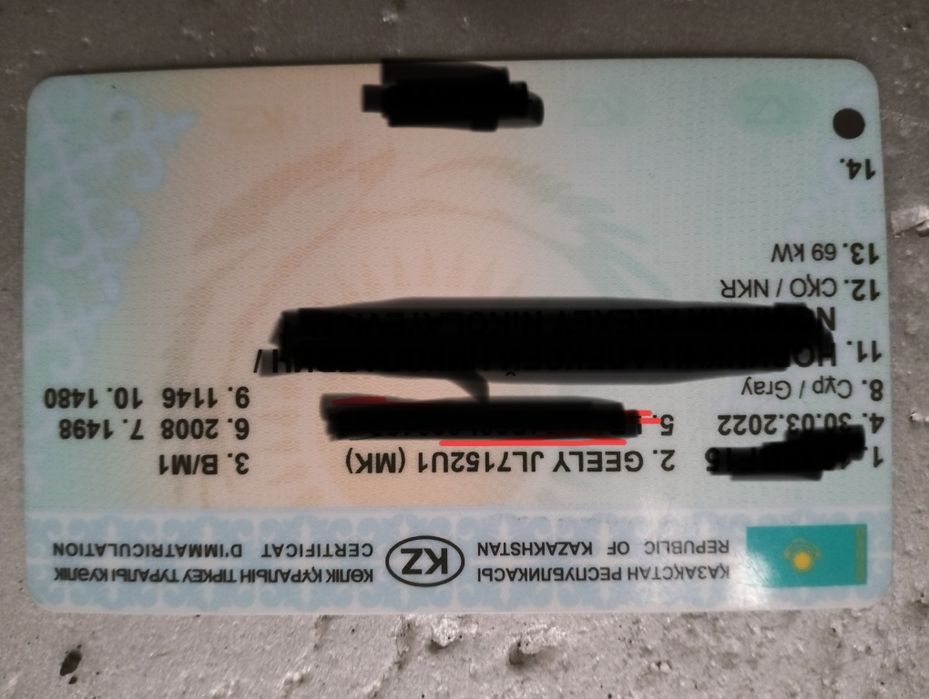 ҚАЗАҚСТАН РЕСПУБЛИКАСЫ KZ КӨЛІК ҚҰРАЛЫН ТІРКЕУ ТУРАЛЫ КУӘЛІК
REPUBLIC OF KAZAKHSTAN CERTIFICAT D'IMMATRICULATION
1. 2. GEELY JL7152U1 (MK) 3. B/M1
4. 30.03.2022 5. 6. 2008 7. 1498
8. Сұр / Gray 9. 1146 10. 1480
11.
12. СҚО / NKR
13. 69 kW
14.